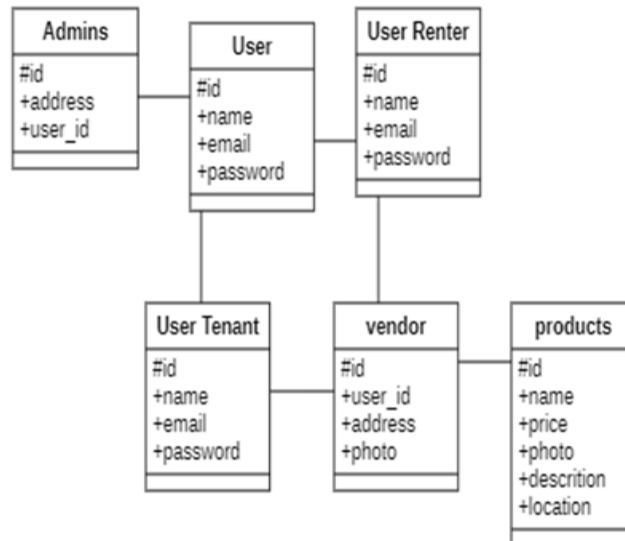 Admins
#id
+address
+user_id
User
#id
+name
+email
+password
User Renter
#id
+name
+email
+password
User Tenant
#id
+name
+email
+password
vendor
#id
+user_id
+address
+photo
products
#id
+name
+price
+photo
+descrition
+location